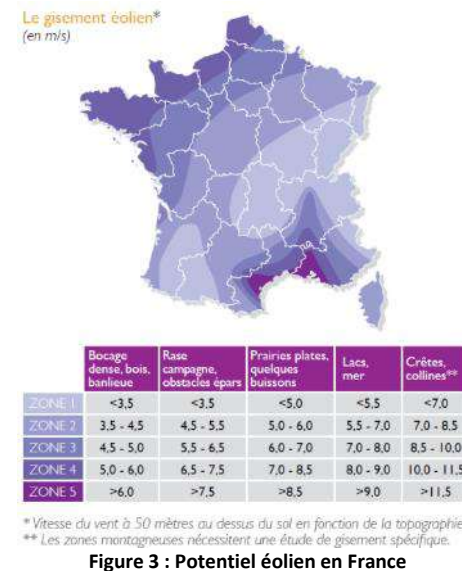 Le gisement éolien*
(en m/s)
Bocage dense, bois, banlieue
Rase campagne, obstacles épars
Prairies plates, quelques buissons
Lacs, mer
Crêtes, collines**
ZONE 1 <3,5 <3,5 <5,0 <5,5 <7,0
ZONE 2 3,5 - 4,5 4,5 - 5,5 5,0 - 6,0 5,5 - 7,0 7,0 - 8,5
ZONE 3 4,5 - 5,0 5,5 - 6,5 6,0 - 7,0 7,0 - 8,0 8,5 - 10,0
ZONE 4 5,0 - 6,0 6,5 - 7,5 7,0 - 8,5 8,0 - 9,0 10,0 - 11,5
ZONE 5 >6,0 >7,5 >8,5 >9,0 >11,5
* Vitesse du vent à 50 mètres au dessus du sol en fonction de la topographie
** Les zones montagneuses nécessitent une étude de gisement spécifique.
Figure 3 : Potentiel éolien en France